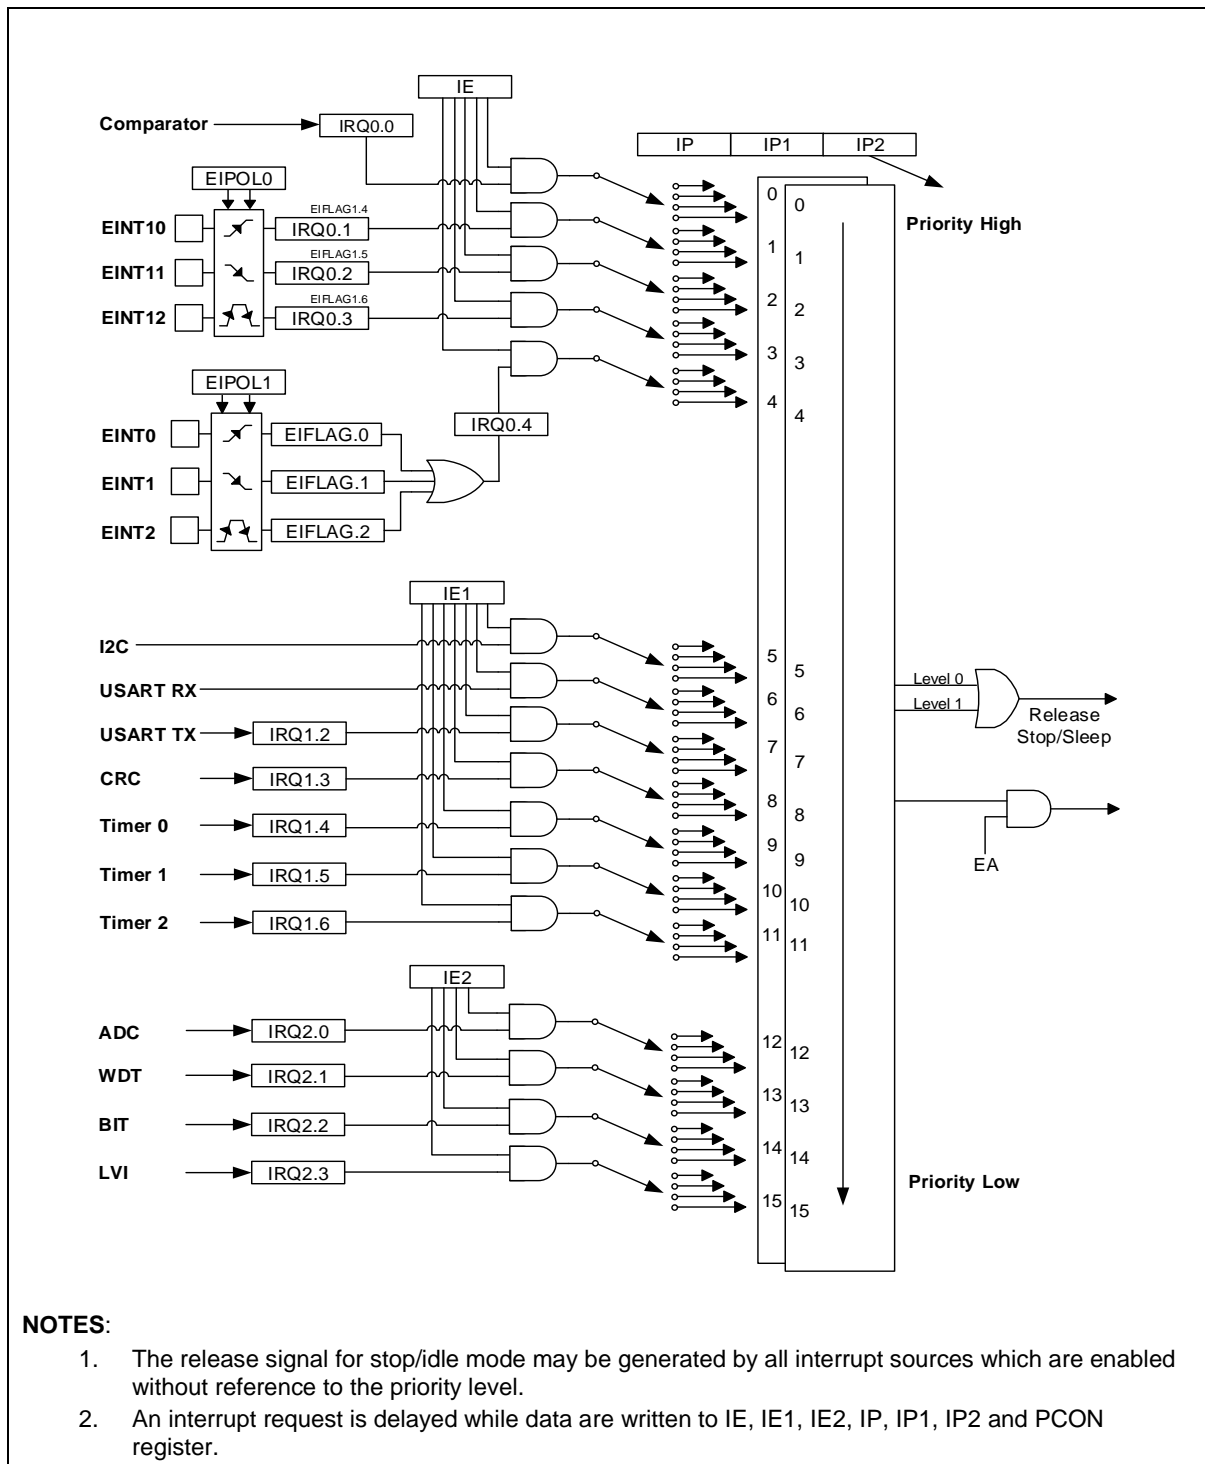 IE
Comparator
IRQ0.0
IP IP1 IP2
EIPOL0
0 0
Priority High
EIFLAG1.4
EINT10 IRQ0.1
1 1
EIFLAG1.5
EINT11 IRQ0.2
2 2
EIFLAG1.6
EINT12 IRQ0.3
3 3
EIPOL1
4 4
IRQ0.4
EINT0 EIFLAG.0
EINT1 EIFLAG.1
EINT2 EIFLAG.2
IE1
I2C
5 5
Level 0
USART RX
6 6
Level 1
Release
Stop/Sleep
USART TX IRQ1.2
7 7
CRC IRQ1.3
8 8
Timer 0 IRQ1.4
9 9
EA
Timer 1 IRQ1.5
10 10
Timer 2 IRQ1.6
11 11
IE2
ADC IRQ2.0
12 12
WDT IRQ2.1
13 13
BIT IRQ2.2
14 14
LVI IRQ2.3
Priority Low
15 15
NOTES:
1. The release signal for stop/idle mode may be generated by all interrupt sources which are enabled
without reference to the priority level.
2. An interrupt request is delayed while data are written to IE, IE1, IE2, IP, IP1, IP2 and PCON
register.